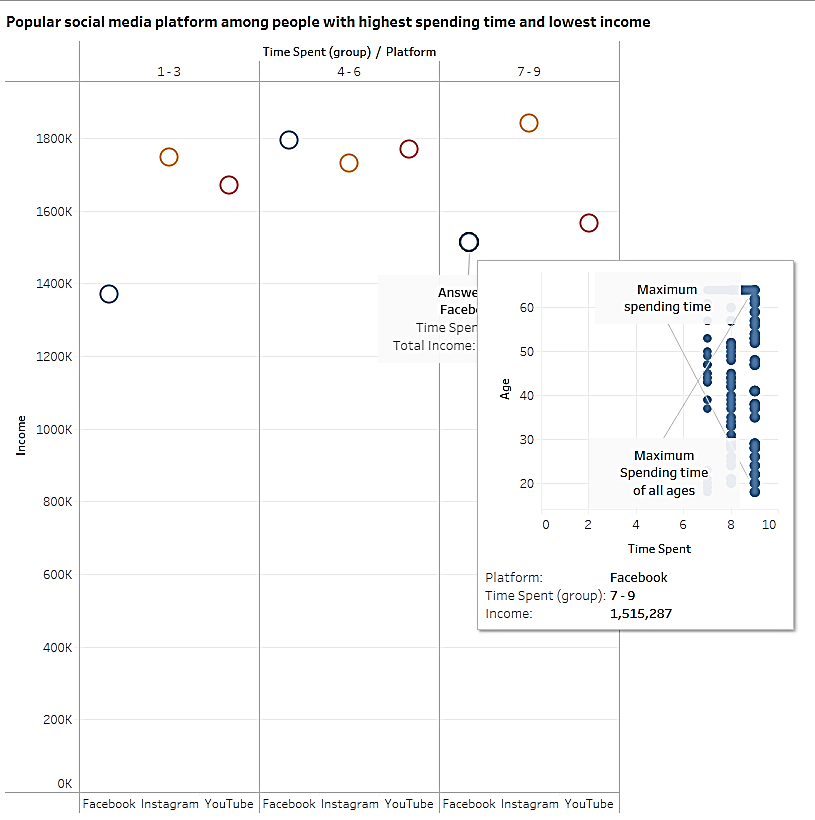 Popular social media platform among people with highest spending time and lowest income
Time Spent (group) / Platform
1 - 3
4 - 6
7 - 9
1800K
1600K
1400K
1200K
1000K
800K
600K
400K
200K
0K
Income
Facebook Instagram YouTube
Facebook Instagram YouTube
Facebook Instagram YouTube
Time
Total Income:
Maximum
spending time
60
50
40
30
20
Age
Maximum
Spending time
of all ages
0 2 4 6 8 10
Time Spent
Platform: Facebook
Time Spent (group): 7 - 9
Income: 1,515,287